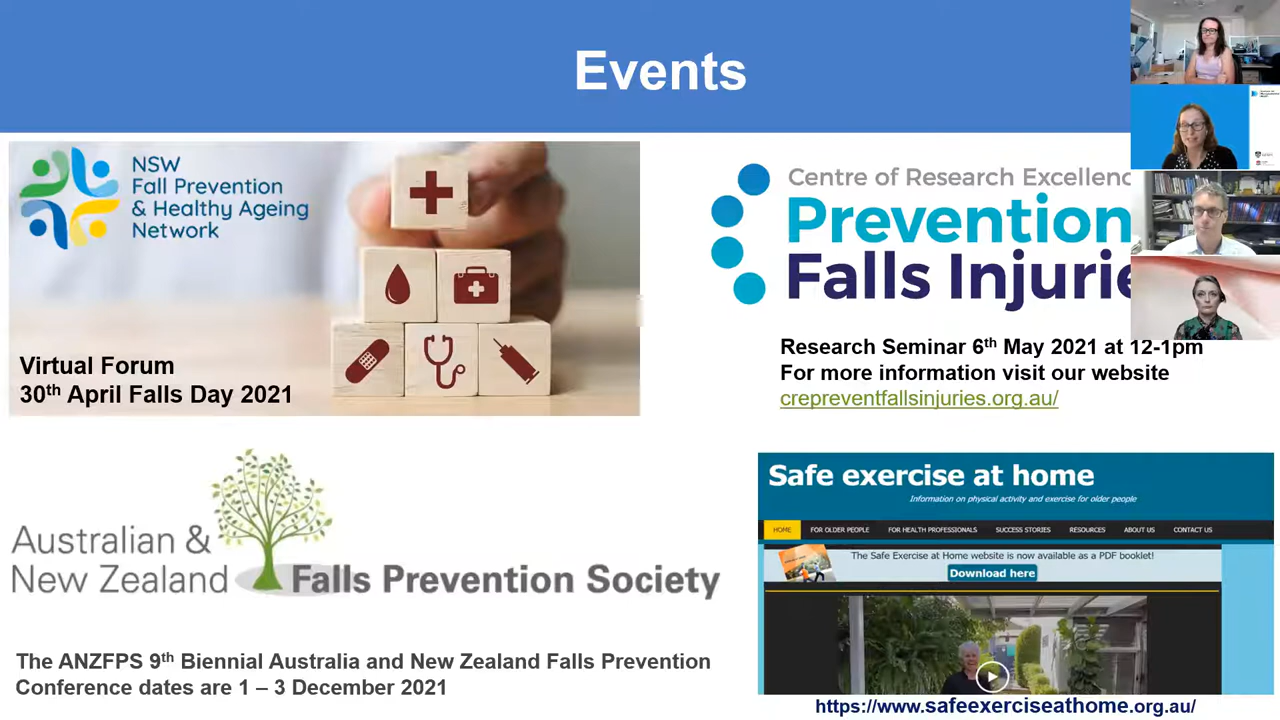 Events
NSW
Fall Prevention
& Healthy Ageing
Network
Virtual Forum
30th April Falls Day 2021
Centre of Research Excellenc
Prevention
Falls Injurie
Research Seminar 6th May 2021 at 12-1pm
For more information visit our website
crepreventfallsinjuries.org.au/
Australian &
New Zealand Falls Prevention Society
The ANZFPS 9th Biennial Australia and New Zealand Falls Prevention
Conference dates are 1 – 3 December 2021
Safe exercise at home
Information on physical activity and exercise for older people
HOME FOR OLDER PEOPLE FOR HEALTH PROFESSIONALS SUCCESS STORIES RESOURCES ABOUT US CONTACT US
The Safe Exercise at Home website is now available as a PDF booklet!
Download here
https://www.safeexerciseathome.org.au/